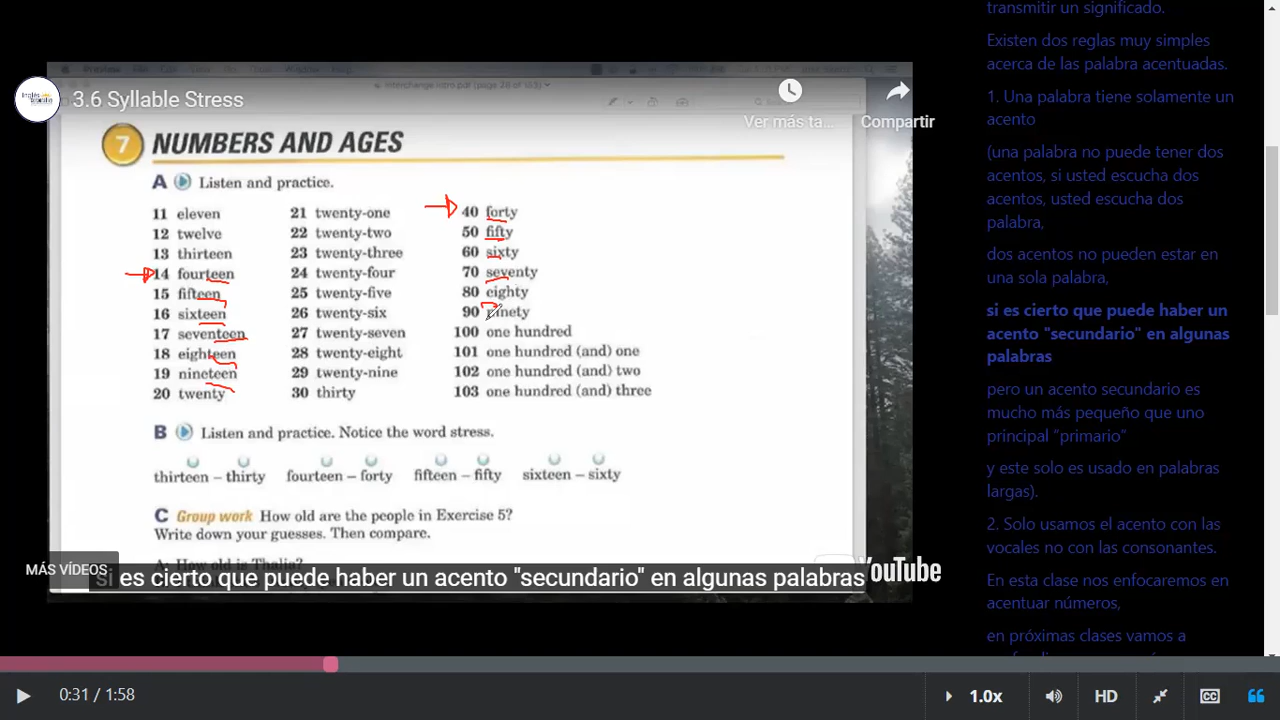 3.6 Syllable Stress
Ver más ta...
Compartir
7 NUMBERS AND AGES
A Listen and practice.
11 eleven
12 twelve
13 thirteen
14 fourteen
15 fifteen
16 sixteen
17 seventeen
18 eighteen
19 nineteen
20 twenty
21 twenty-one
22 twenty-two
23 twenty-three
24 twenty-four
25 twenty-five
26 twenty-six
27 twenty-seven
28 twenty-eight
29 twenty-nine
30 thirty
40 forty
50 fifty
60 sixty
70 seventy
80 eighty
90 ninety
100 one hundred
101 one hundred (and) one
102 one hundred (and) two
103 one hundred (and) three
B Listen and practice. Notice the word stress.
thirteen – thirty fourteen – forty fifteen – fifty sixteen – sixty
C Group work How old are the people in Exercise 5?
Write down your guesses. Then compare.
A: How old is Thalia?
MÁS VÍDEOS
si es cierto que puede haber un acento "secundario" en algunas palabras
YouTube
0:31 / 1:58
1.0x
HD
CC
transmitir un significado.
Existen dos reglas muy simples
acerca de las palabras acentuadas.
1. Una palabra tiene solamente un
acento
(una palabra no puede tener dos
acentos, si usted escucha dos
acentos, usted escucha dos
palabra,
dos acentos no pueden estar en
una sola palabra,
si es cierto que puede haber un
acento "secundario" en algunas
palabras
pero un acento secundario es
mucho más pequeño que uno
principal "primario"
y este solo es usado en palabras
largas).
2. Solo usamos el acento con las
vocales no con las consonantes.
En esta clase nos enfocaremos en
acentuar números,
en próximas clases vamos a